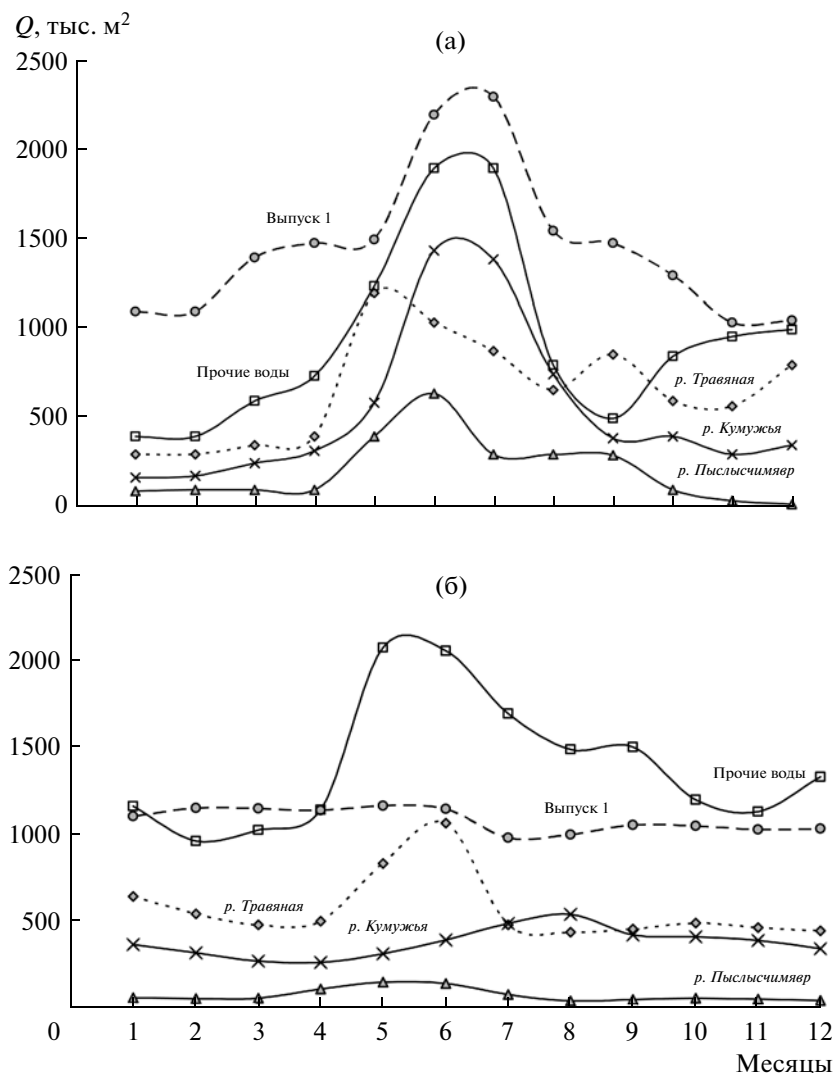 Q, тыс. м²
(а)
2500
2000
Выпуск 1
1500
1000
Прочие воды
р. Травяная
500
р. Кумужья
р. Пыслысчимявр
0
2500
(б)
2000
1500
Прочие воды
Выпуск 1
1000
р. Травяная
р. Кумужья
500
р. Пыслысчимявр
0 1 2 3 4 5 6 7 8 9 10 11 12
Месяцы